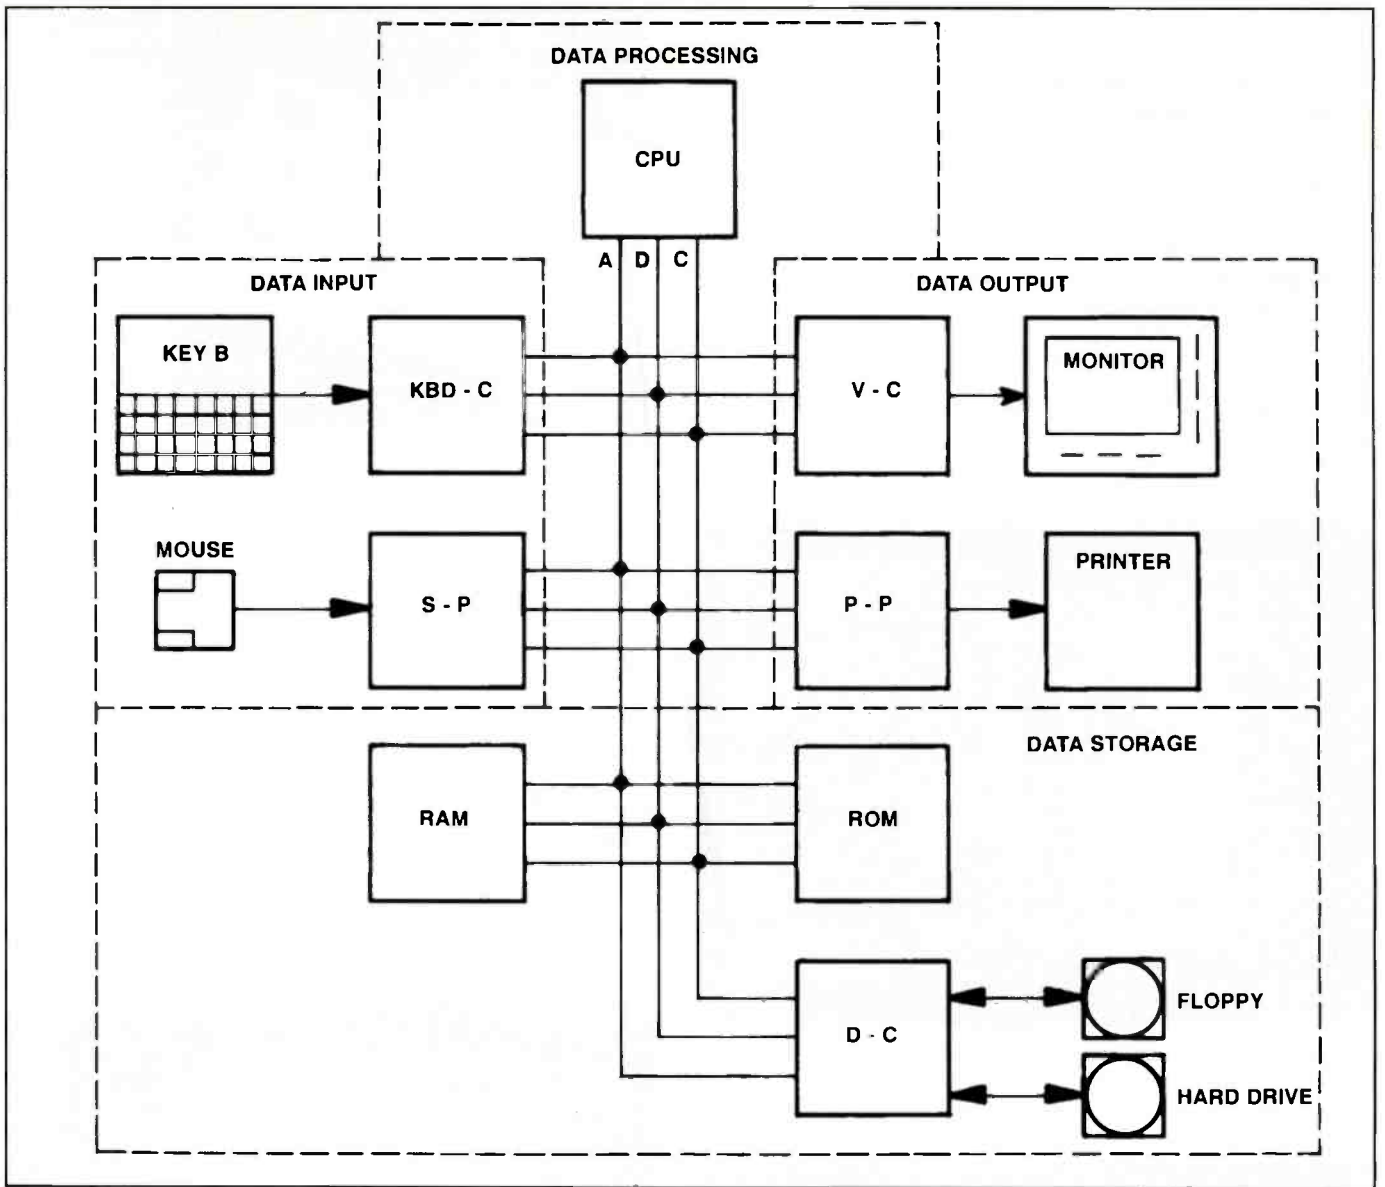 DATA PROCESSING
CPU
A D C
DATA INPUT
DATA OUTPUT
KEY B
KBD - C
V - C
MONITOR
MOUSE
S - P
P - P
PRINTER
DATA STORAGE
RAM
ROM
D - C
FLOPPY
HARD DRIVE